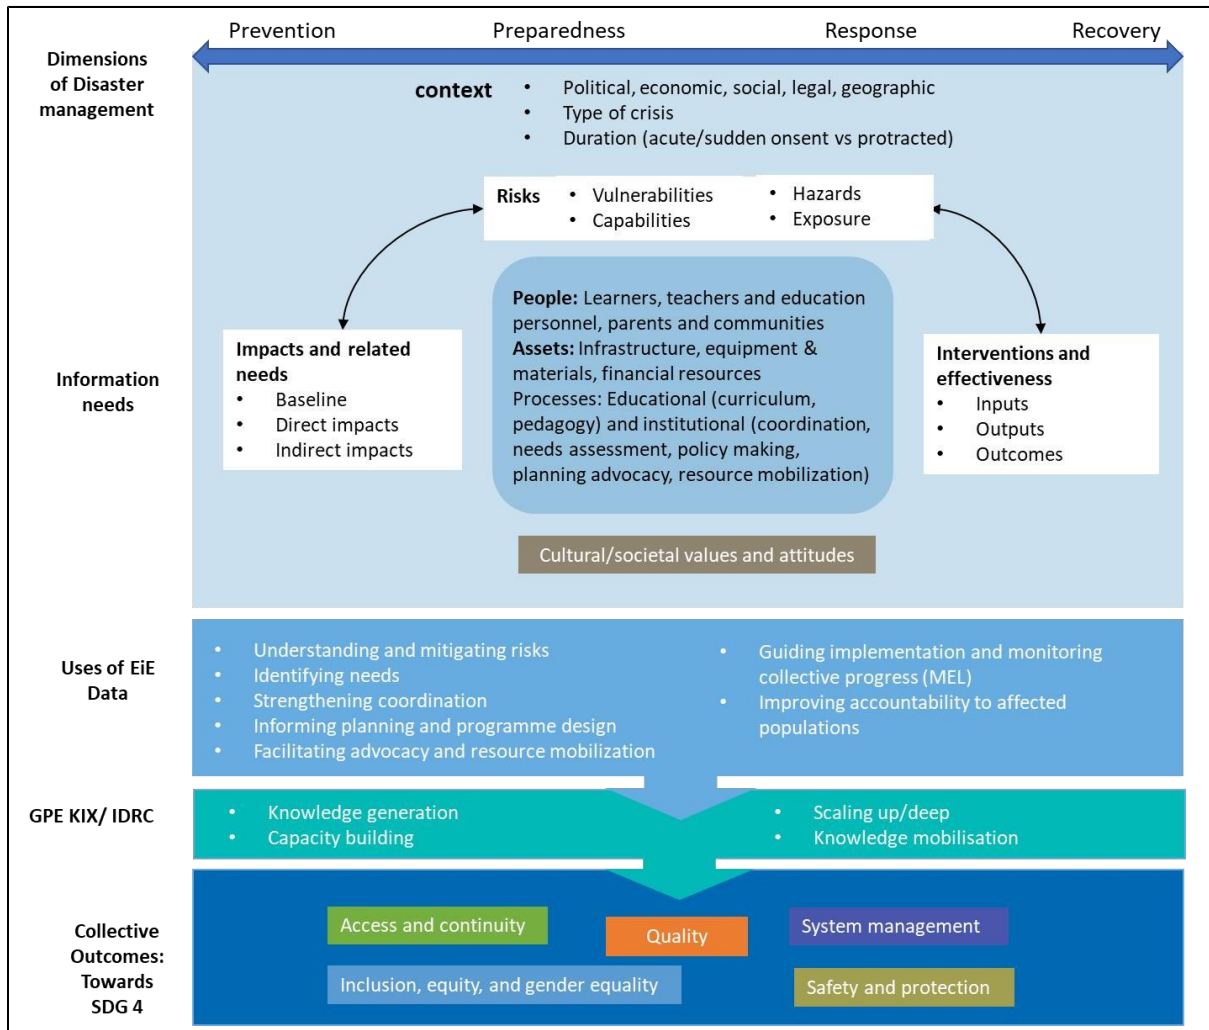 Prevention
Preparedness
Response
Recovery
Dimensions
of Disaster
management
context
• Political, economic, social, legal, geographic
• Type of crisis
• Duration (acute/sudden onsent vs protracted)
Risks
• Vulnerabilities
• Capabilities
• Hazards
• Exposure
Information
needs
Impacts and related
needs
• Baseline
• Direct impacts
• Indirect impacts
People: Learners, teachers and education
personnel, parents and communities
Assets: Infrastructure, equipment &
materials, financial resources
Processes: Educational (curriculum,
pedagogy) and institutional (coordination,
needs assessment, policy making,
planning advocacy, resource mobilization)
Interventions and
effectiveness
• Inputs
• Outputs
• Outcomes
Cultural/societal values and attitudes
Uses of EiE
Data
• Understanding and mitigating risks
• Identifying needs
• Strengthening coordination
• Informing planning and programme design
• Facilitating advocacy and resource mobilization
• Guiding implementation and monitoring
collective progress (MEL)
• Improving accountability to affected
populations
GPE KIX/ IDRC
• Knowledge generation
• Capacity building
• Scaling up/deep
• Knowledge mobilisation
Collective
Outcomes:
Towards
SDG 4
Access and continuity
Quality
System management
Inclusion, equity, and gender equality
Safety and protection